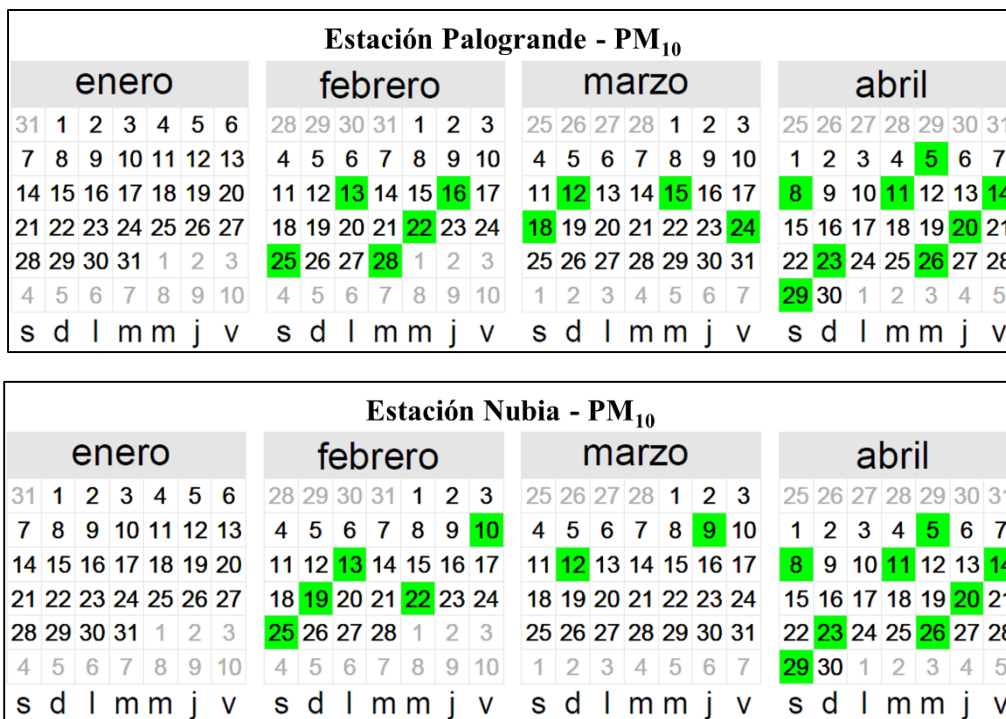 Estación Palogrande - PM10
enero febrero marzo abril
31 1 2 3 4 5 6 28 29 30 31 1 2 3 25 26 27 28 1 2 3 25 26 27 28 29 30 31
7 8 9 10 11 12 13 4 5 6 7 8 9 10 4 5 6 7 8 9 10 1 2 3 4 5 6 7
14 15 16 17 18 19 20 11 12 13 14 15 16 17 11 12 13 14 15 16 17 8 9 10 11 12 13 14
21 22 23 24 25 26 27 18 19 20 21 22 23 24 18 19 20 21 22 23 24 15 16 17 18 19 20 21
28 29 30 31 1 2 3 25 26 27 28 1 2 3 25 26 27 28 29 30 31 22 23 24 25 26 27 28
4 5 6 7 8 9 10 4 5 6 7 8 9 10 1 2 3 4 5 6 7 29 30 1 2 3 4 5
s d l m m j v s d l m m j v s d l m m j v s d l m m j v
Estación Nubia - PM10
enero febrero marzo abril
31 1 2 3 4 5 6 28 29 30 31 1 2 3 25 26 27 28 1 2 3 25 26 27 28 29 30 31
7 8 9 10 11 12 13 4 5 6 7 8 9 10 4 5 6 7 8 9 10 1 2 3 4 5 6 7
14 15 16 17 18 19 20 11 12 13 14 15 16 17 11 12 13 14 15 16 17 8 9 10 11 12 13 14
21 22 23 24 25 26 27 18 19 20 21 22 23 24 18 19 20 21 22 23 24 15 16 17 18 19 20 21
28 29 30 31 1 2 3 25 26 27 28 1 2 3 25 26 27 28 29 30 31 22 23 24 25 26 27 28
4 5 6 7 8 9 10 4 5 6 7 8 9 10 1 2 3 4 5 6 7 29 30 1 2 3 4 5
s d l m m j v s d l m m j v s d l m m j v s d l m m j v